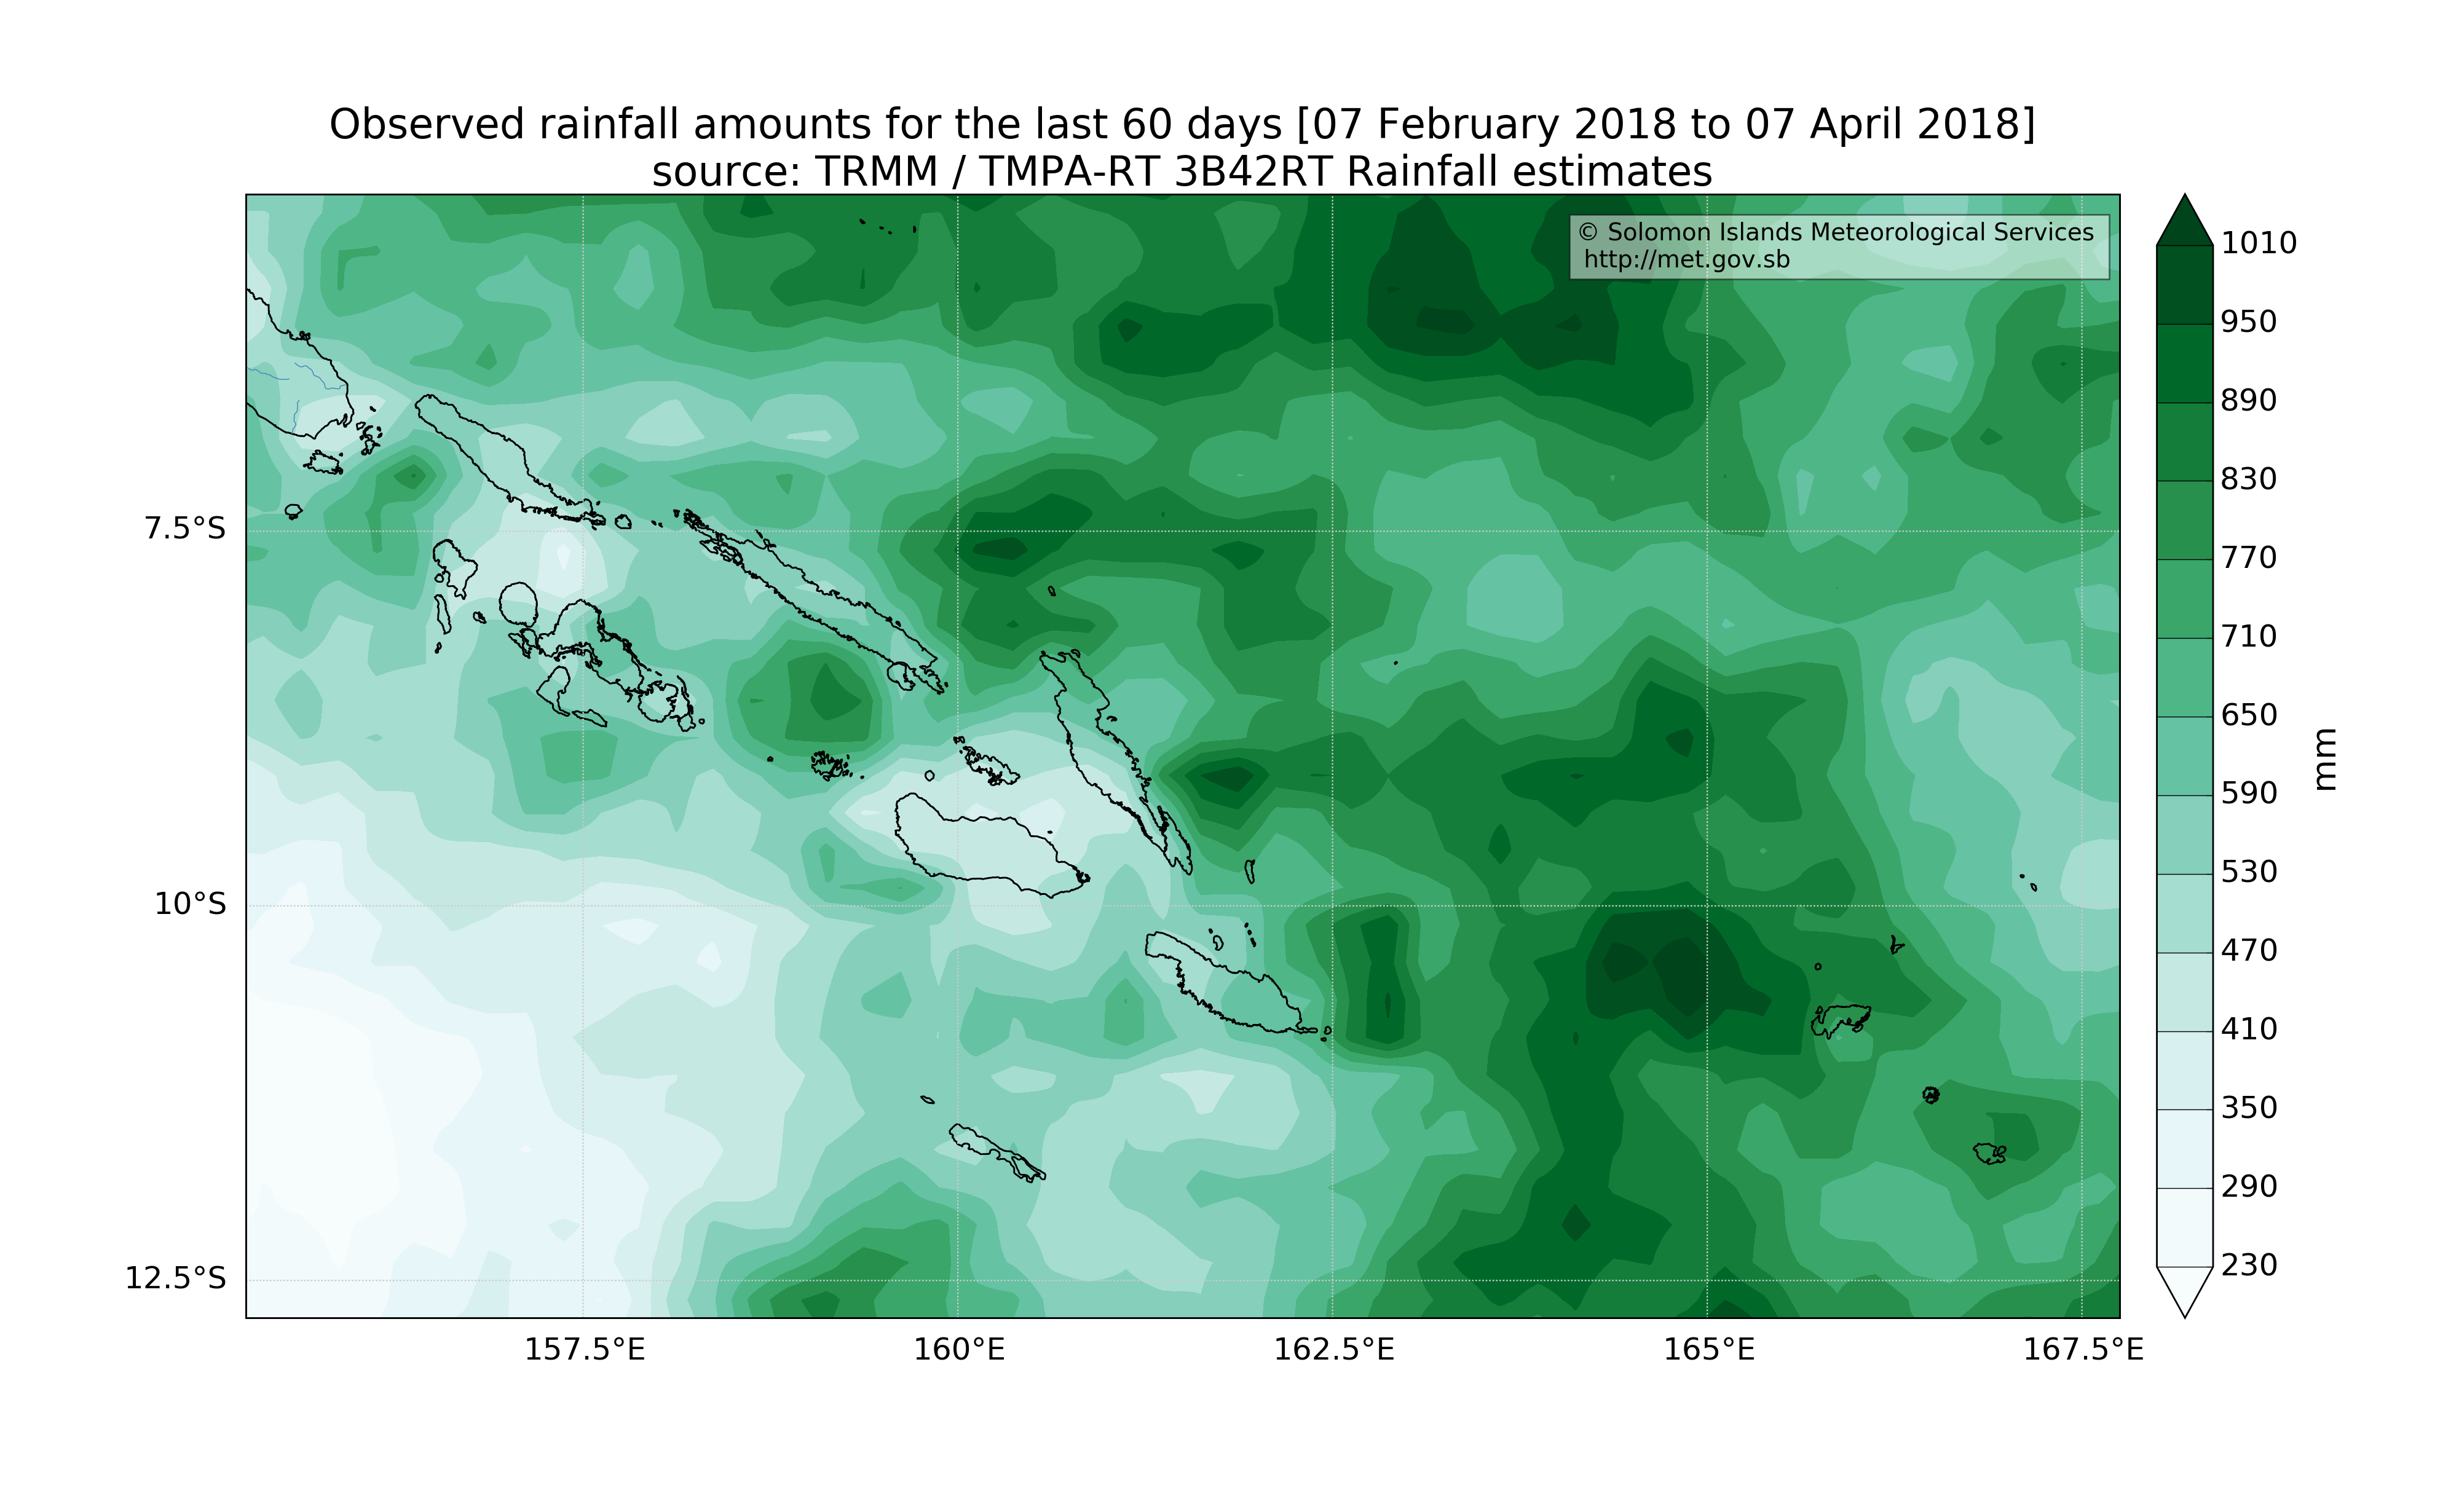 Observed rainfall amounts for the last 60 days [07 February 2018 to 07 April 2018]
source: TRMM / TMPA-RT 3B42RT Rainfall estimates
© Solomon Islands Meteorological Services
http://met.gov.sb
7.5°S
10°S
12.5°S
157.5°E
160°E
162.5°E
165°E
167.5°E
1010
950
890
830
770
710
650
590
530
470
410
350
290
230
mm